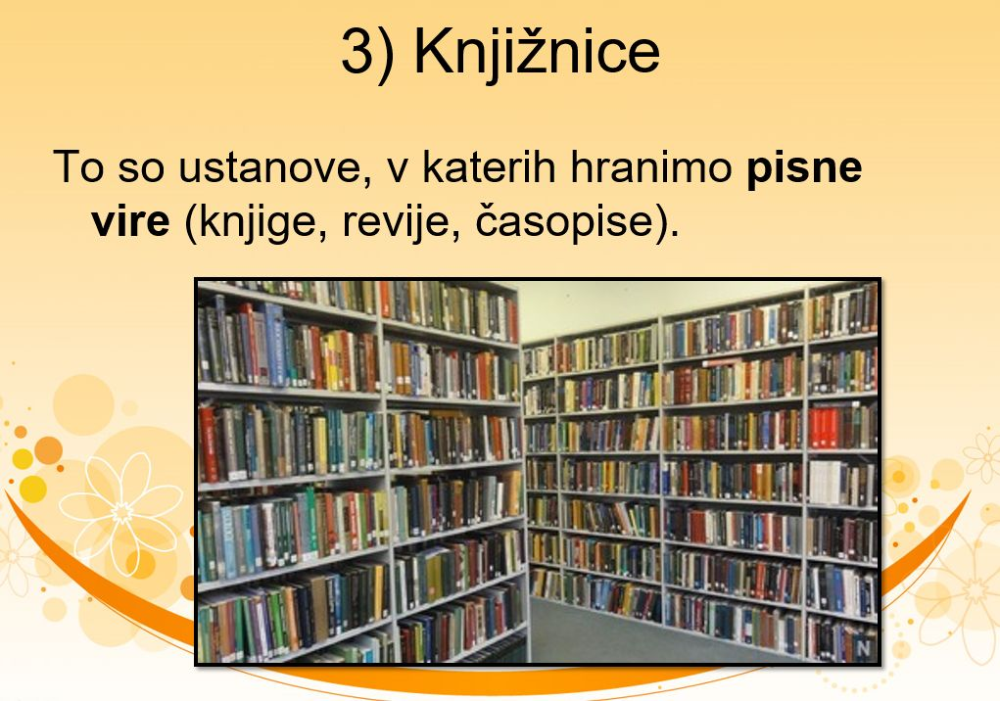 3) Knjižnice
To so ustanove, v katerih hranimo pisne
vire (knjige, revije, časopise).
N